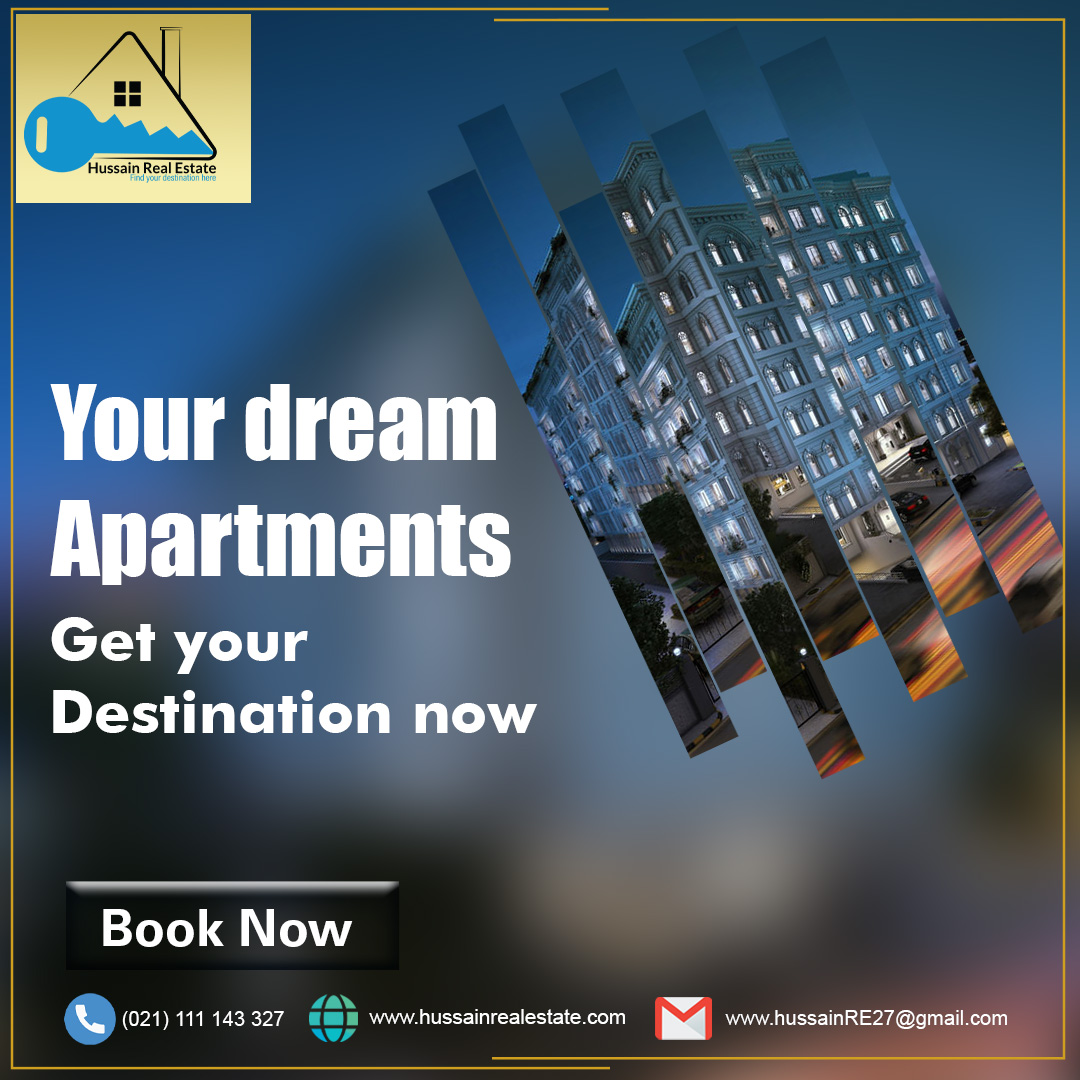 Hussain Real Estate
Find your destination here
Your dream
Apartments
Get your
Destination now
Book Now
(021) 111 143 327
www.hussainrealestate.com
www.hussainRE27@gmail.com